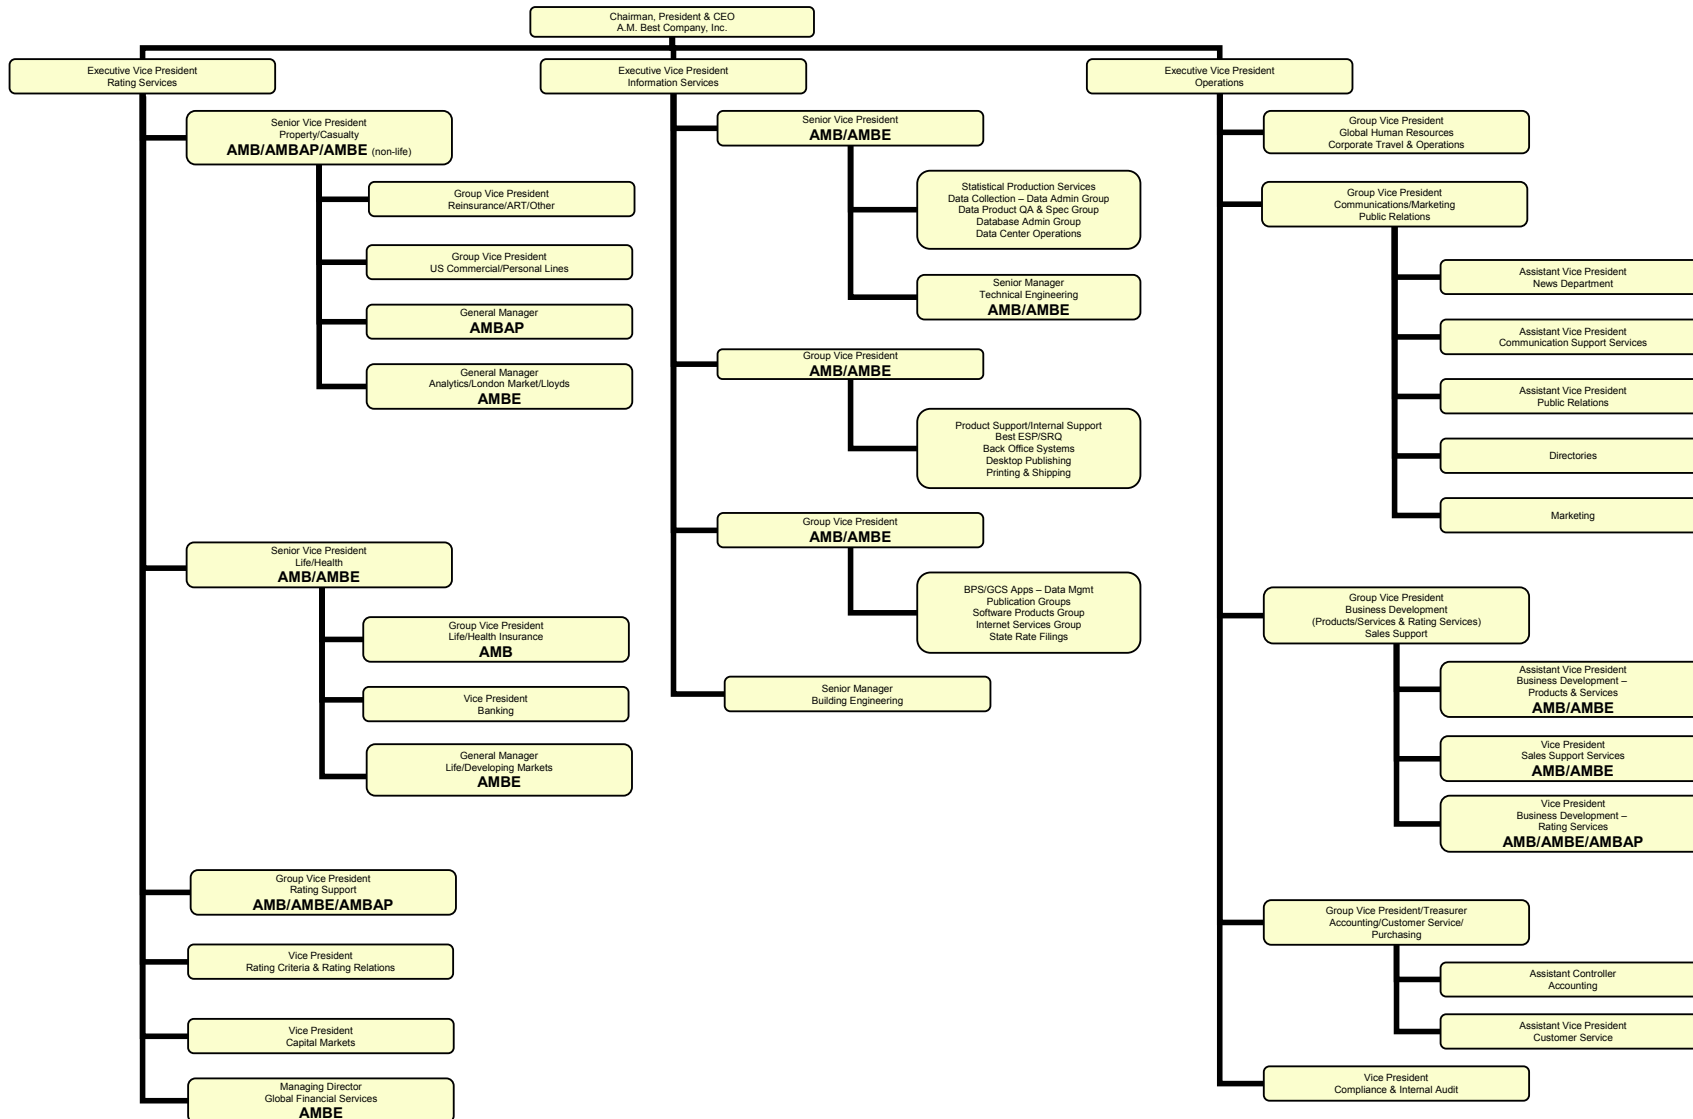 Chairman, President & CEO
A.M. Best Company, Inc.
Executive Vice President
Rating Services
Senior Vice President
Property/Casualty
AMB/AMBAP/AMBE (non-life)
Group Vice President
Reinsurance/ART/Other
Group Vice President
US Commercial/Personal Lines
General Manager
AMBAP
General Manager
Analytics/London Market/Lloyds
AMBE
Senior Vice President
Life/Health
AMB/AMBE
Group Vice President
Life/Health Insurance
AMB
Vice President
Banking
General Manager
Life/Developing Markets
AMBE
Group Vice President
Rating Support
AMB/AMBE/AMBAP
Vice President
Rating Criteria & Rating Relations
Vice President
Capital Markets
Managing Director
Global Financial Services
AMBE
Executive Vice President
Information Services
Senior Vice President
AMB/AMBE
Statistical Production Services
Data Collection – Data Admin Group
Data Product QA & Spec Group
Database Admin Group
Data Center Operations
Senior Manager
Technical Engineering
AMB/AMBE
Group Vice President
AMB/AMBE
Product Support/Internal Support
Best ESP/SRQ
Back Office Systems
Desktop Publishing
Printing & Shipping
Group Vice President
AMB/AMBE
BPS/GCS Apps – Data Mgmt
Publication Groups
Software Products Group
Internet Services Group
State Rate Filings
Senior Manager
Building Engineering
Executive Vice President
Operations
Group Vice President
Global Human Resources
Corporate Travel & Operations
Group Vice President
Communications/Marketing
Public Relations
Assistant Vice President
News Department
Assistant Vice President
Communication Support Services
Assistant Vice President
Public Relations
Directories
Marketing
Group Vice President
Business Development
(Products/Services & Rating Services)
Sales Support
Assistant Vice President
Business Development –
Products & Services
AMB/AMBE
Vice President
Sales Support Services
AMB/AMBE
Vice President
Business Development –
Rating Services
AMB/AMBE/AMBAP
Group Vice President/Treasurer
Accounting/Customer Service/
Purchasing
Assistant Controller
Accounting
Assistant Vice President
Customer Service
Vice President
Compliance & Internal Audit